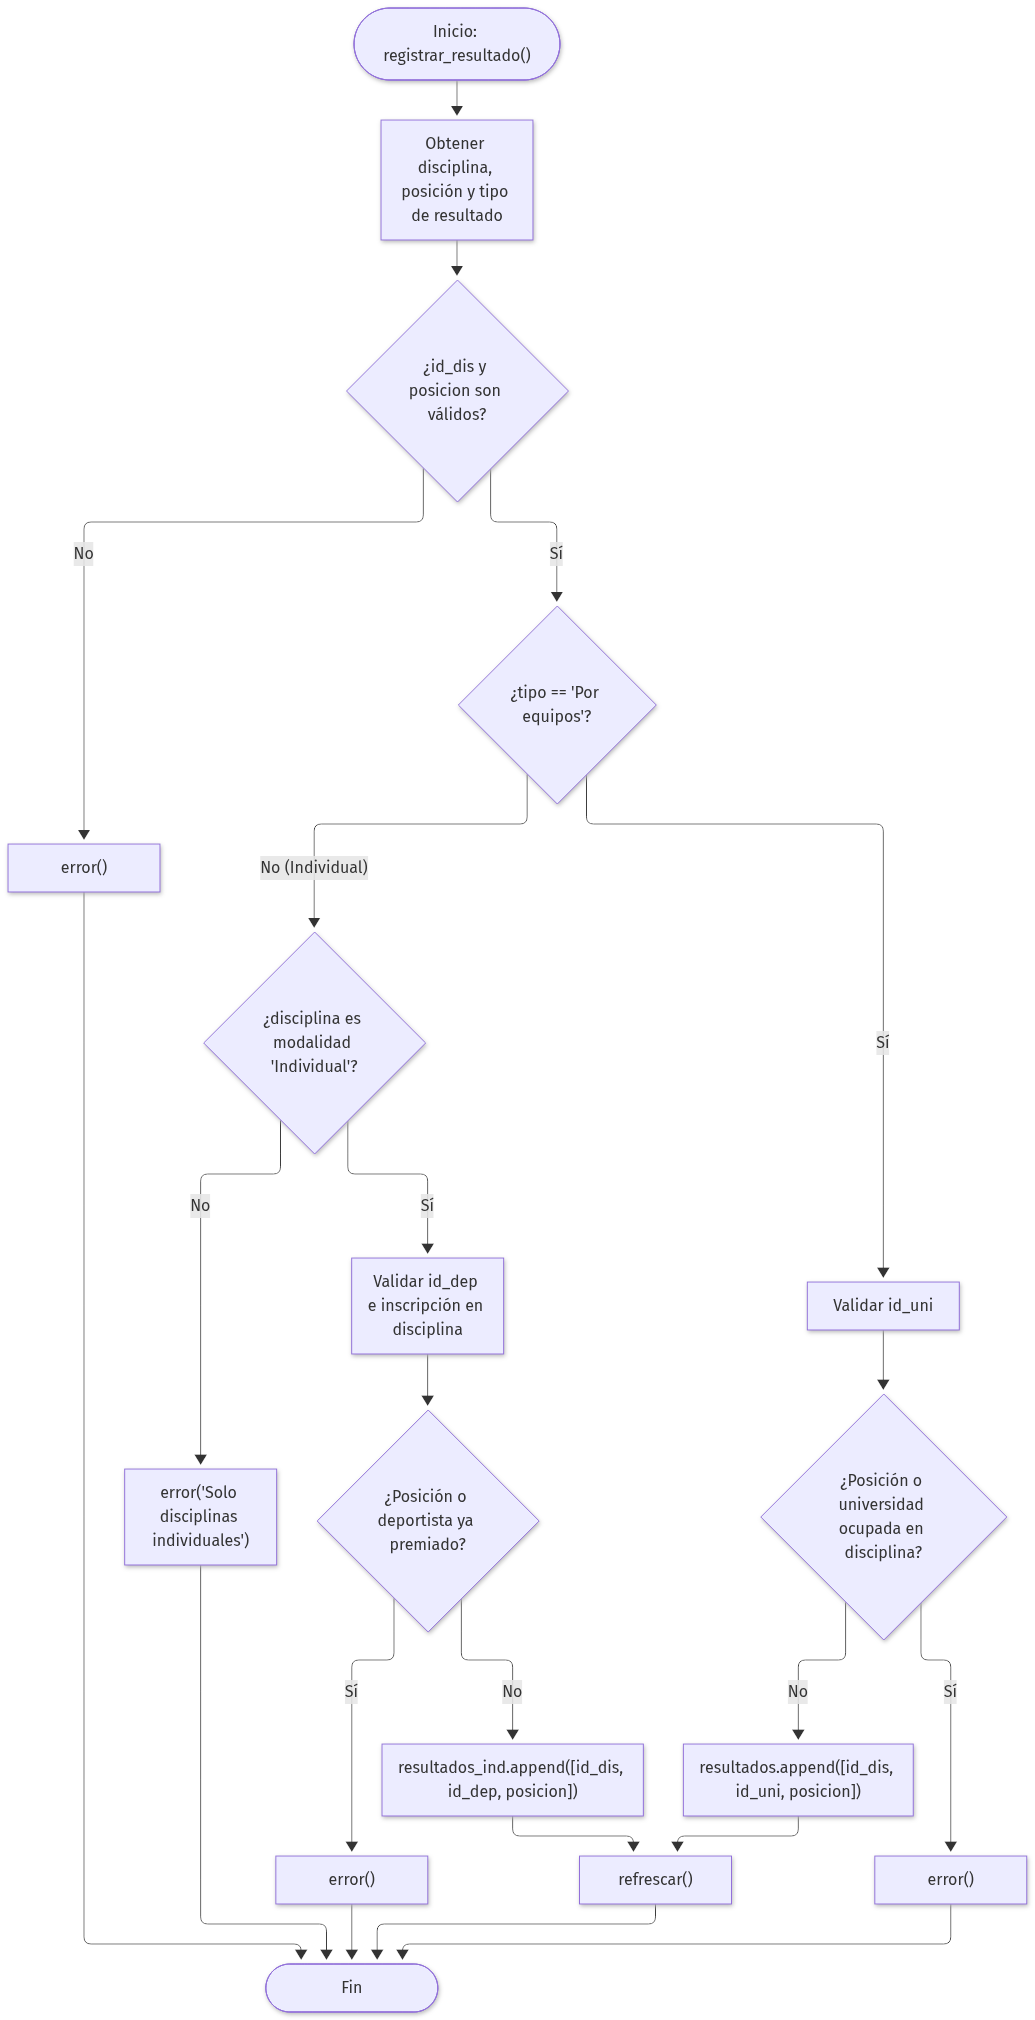 Inicio:
registrar_resultado()
Obtener
disciplina,
posición y tipo
de resultado
¿id_dis y
posicion son
válidos?
No
Sí
¿tipo == 'Por
equipos'?
error()
No (Individual)
¿disciplina es
modalidad
'Individual'?
Sí
No
Sí
Validar id_dep
e inscripción en
disciplina
Validar id_uni
error('Solo
disciplinas
individuales')
¿Posición o
deportista ya
premiado?
¿Posición o
universidad
ocupada en
disciplina?
Sí
No
No
Sí
resultados_ind.append([id_dis,
id_dep, posicion])
resultados.append([id_dis,
id_uni, posicion])
error()
refrescar()
error()
Fin